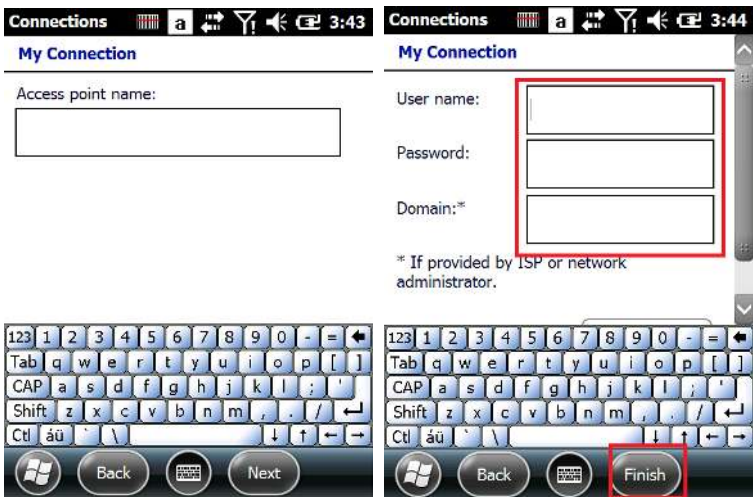 Connections a 3:43
My Connection
Access point name:
123 1 2 3 4 5 6 7 8 9 0 - =
Tab q w e r t y u i o p [ ]
CAP a s d f g h j k l ; '
Shift z x c v b n m , . /
Ctl áü ` \
Back Next
Connections a 3:44
My Connection
User name:
Password:
Domain:*
* If provided by ISP or network
administrator.
123 1 2 3 4 5 6 7 8 9 0 - =
Tab q w e r t y u i o p [ ]
CAP a s d f g h j k l ; '
Shift z x c v b n m , . /
Ctl áü ` \
Back Finish